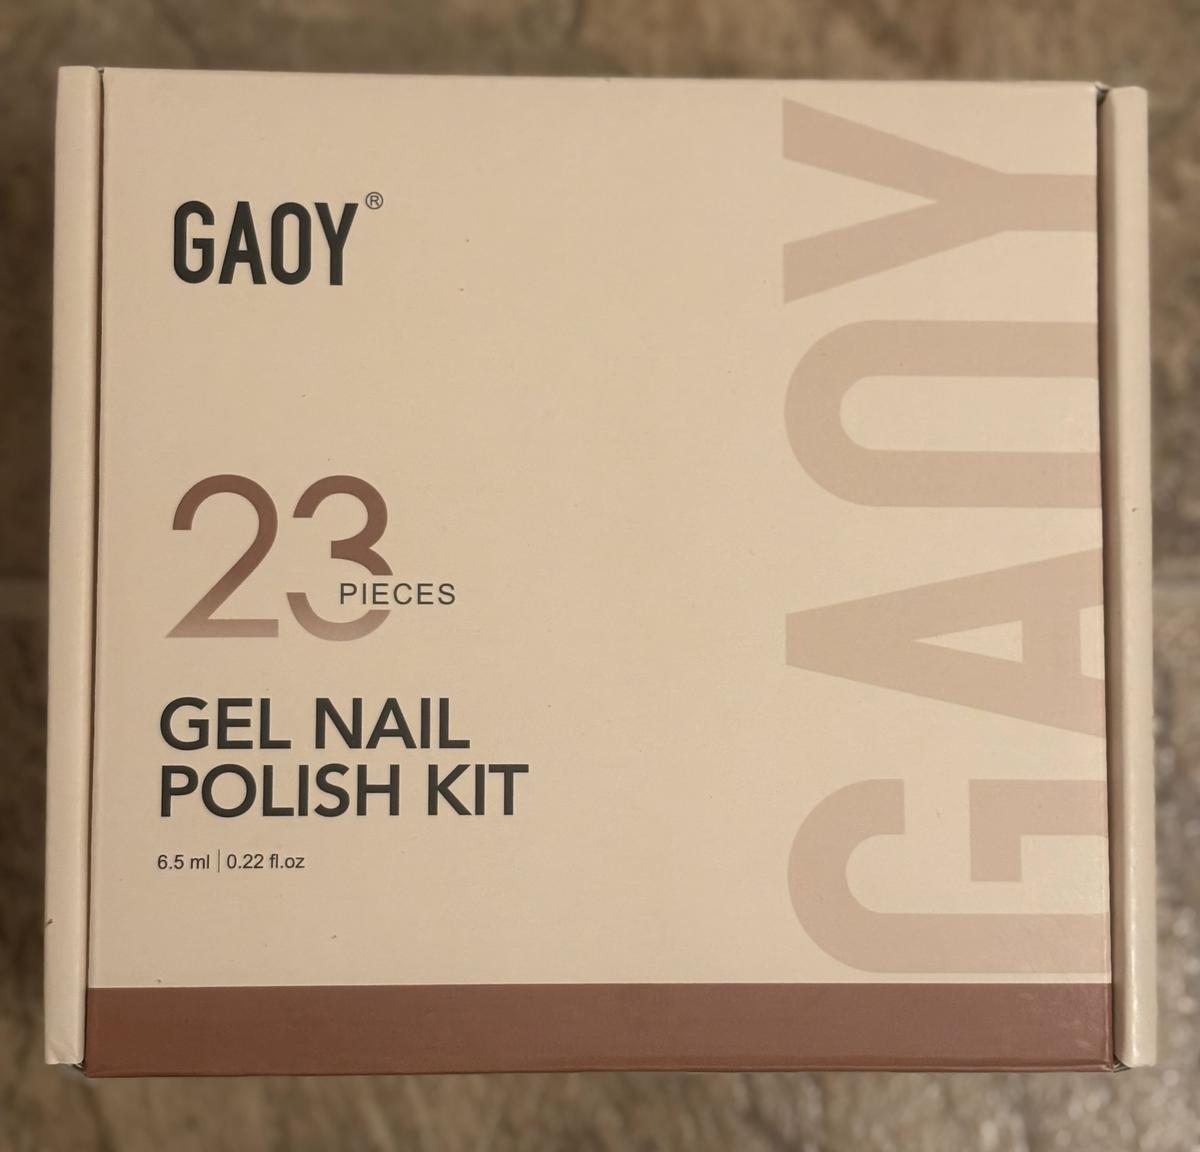 GAOY®
23
PIECES
GEL NAIL
POLISH KIT
6.5 ml | 0.22 fl.oz
GAOY